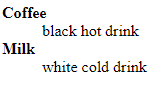 Coffee
black hot drink
Milk
white cold drink